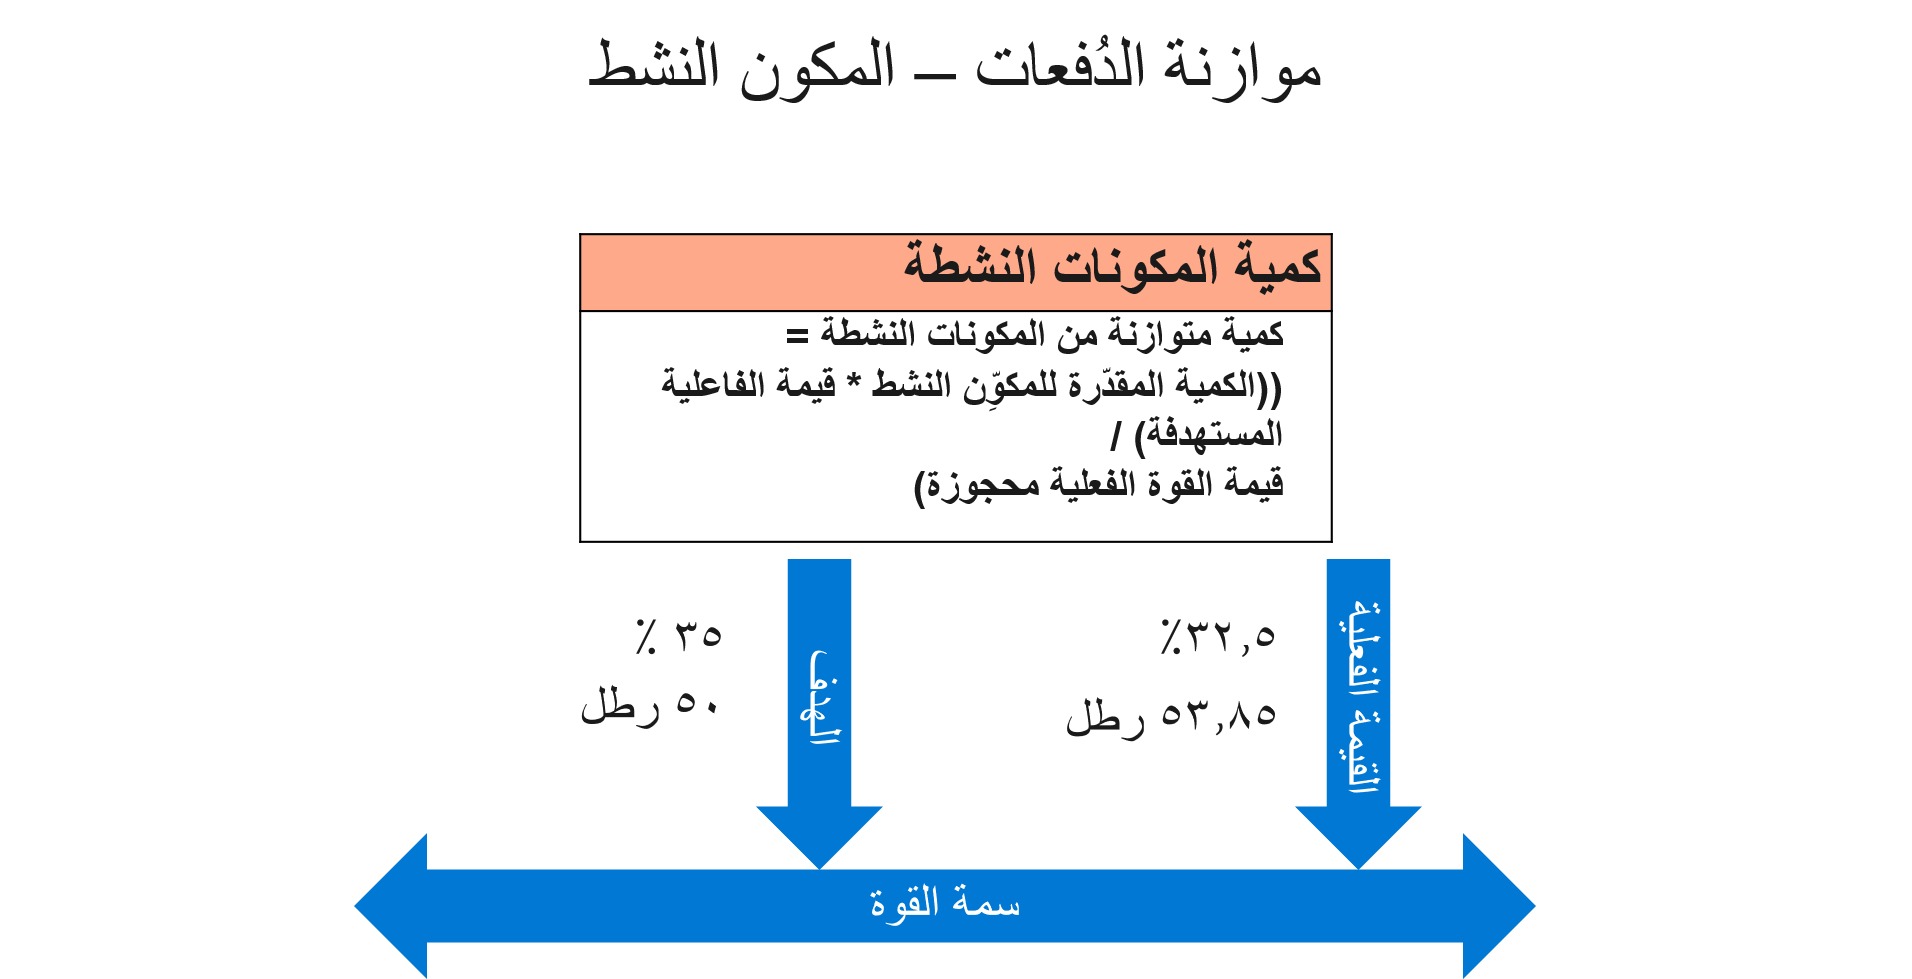 موازنة الدُفعات – المكون النشط
كمية المكونات النشطة
كمية متوازنة من المكونات النشطة =
((الكمية المقدّرة للمكوِّن النشط * قيمة الفاعلية
المستهدفة) /
قيمة القوة الفعلية محجوزة)
القيمة الفعلية
٣٢,٥٪
٥٣,٨٥ رطل
الهدف
٣٥ ٪
٥٠ رطل
سمة القوة